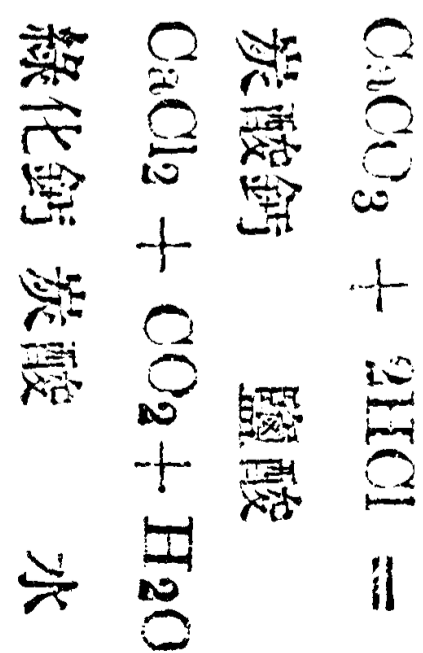 CaCO₃ + 2HCl =
炭酸鈣 鹽酸
CaCl₂ + CO₂ + H₂O
綠化鈣 炭酸 水